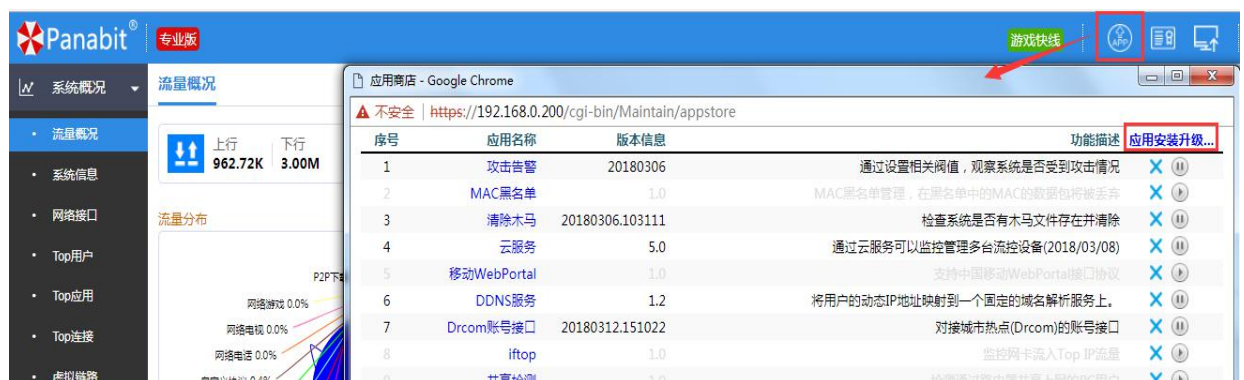 Panabit® 专业版 游戏快线 APP
系统概况 流量概况
应用商店 - Google Chrome
不安全 | https://192.168.0.200/cgi-bin/Maintain/appstore
流量概况
系统信息
网络接口
Top用户
Top应用
Top连接
上行 下行
962.72K 3.00M
流量分布
网络游戏 0.0%
网络电视 0.0%
网络电话 0.0%
序号 应用名称 版本信息 功能描述 应用安装升级...
1 攻击告警 20180306 通过设置相关阀值，观察系统是否受到攻击情况
2 MAC黑名单 1.0 MAC黑名单管理，在黑名单中的MAC的数据包将被丢弃
3 清除木马 20180306.103111 检查系统是否有木马文件存在并清除
4 云服务 5.0 通过云服务可以监控管理多台流控设备(2018/03/08)
5 移动WebPortal 1.0 支持中国移动WebPortal接口协议
6 DDNS服务 1.2 将用户的动态IP地址映射到一个固定的域名解析服务上。
7 Drcom账号接口 20180312.151022 对接城市热点(Drcom)的账号接口
8 iftop 1.0 监控网卡流入Top IP流量